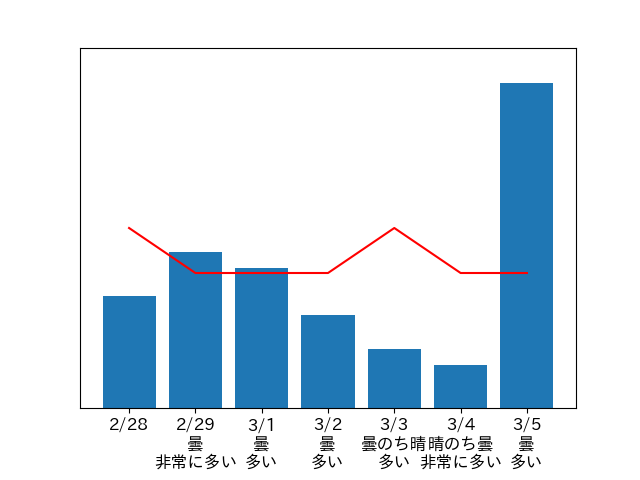 2/28 2/29 3/1 3/2 3/3 3/4 3/5
曇 曇 曇 曇のち晴 晴のち曇 曇
非常に多い 多い 多い 多い 非常に多い 多い